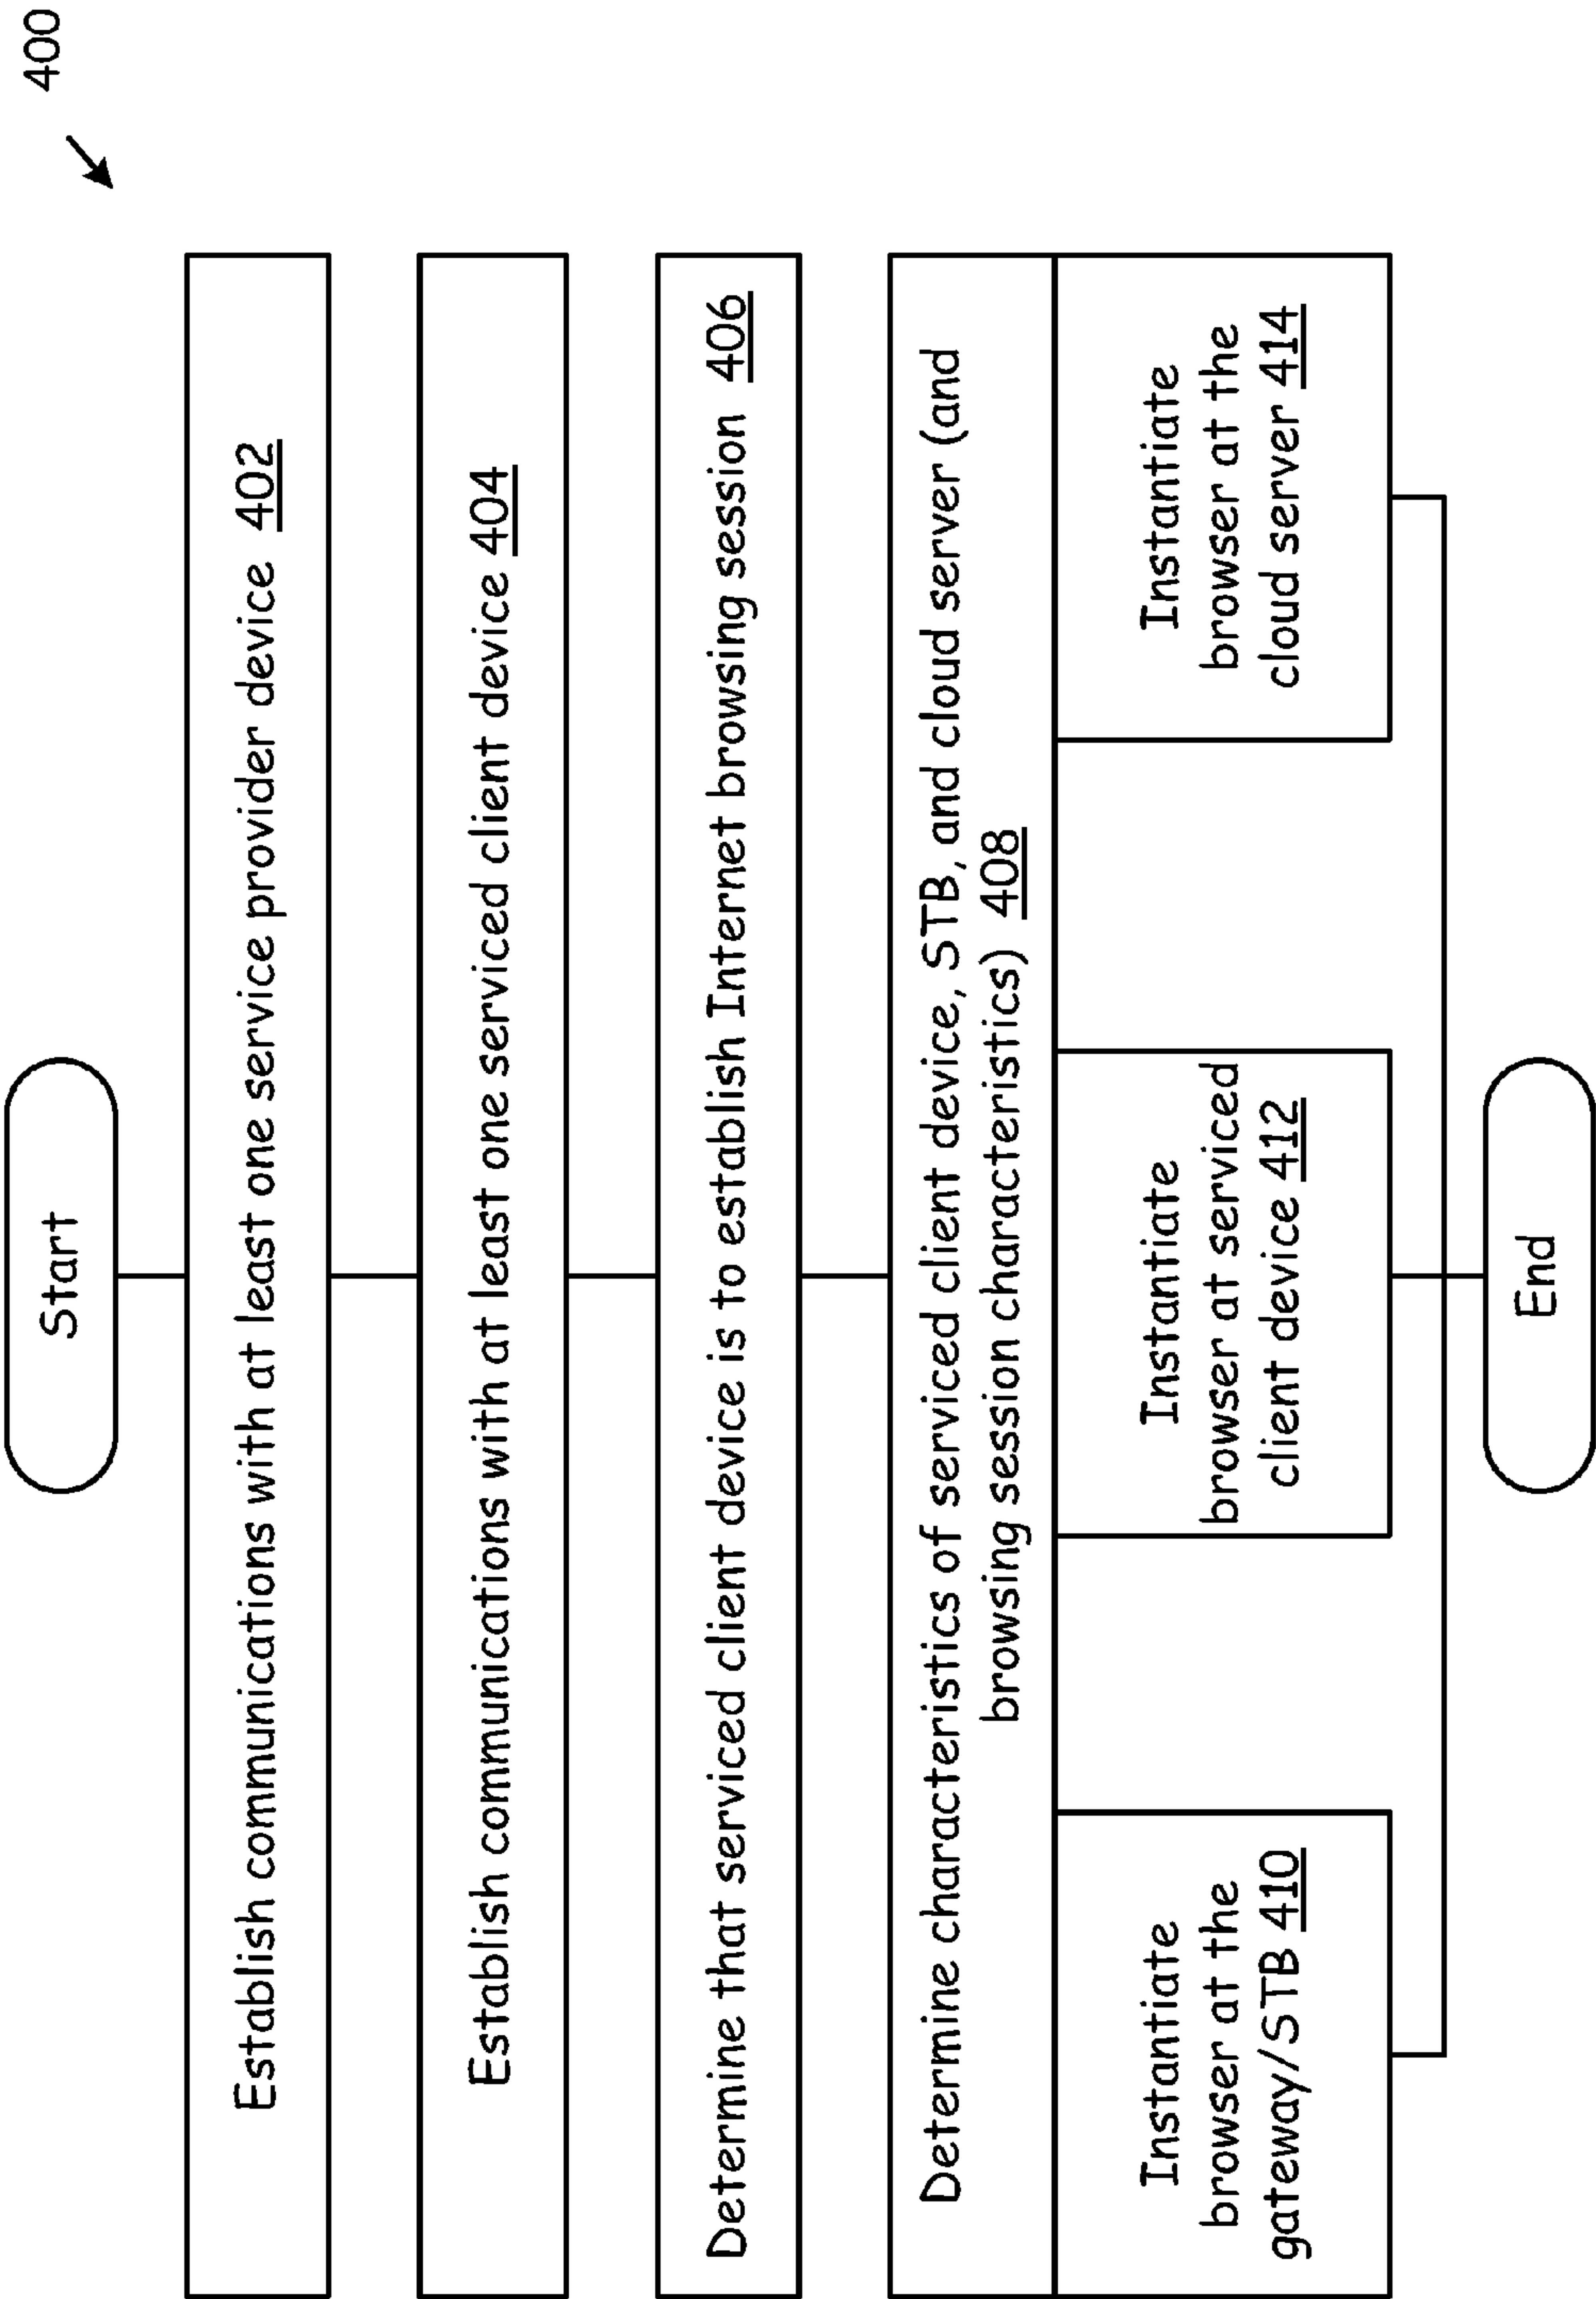 400
Start
Establish communications with at least one service provider device 402
Establish communications with at least one serviced client device 404
Determine that serviced client device is to establish Internet browsing session 406
Determine characteristics of serviced client device, STB, and cloud server (and
browsing session characteristics) 408
Instantiate
browser at the
gateway/STB 410
Instantiate
browser at serviced
client device 412
Instantiate
browser at the
cloud server 414
End